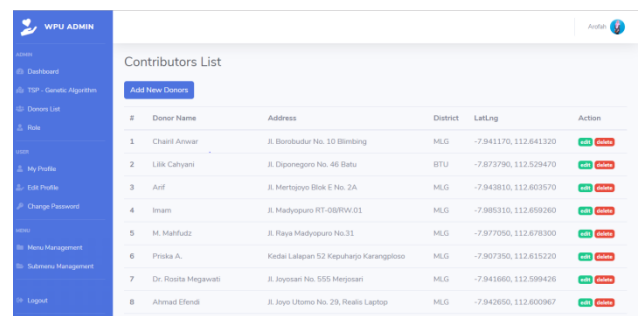 WPU ADMIN
Arofah
ADMIN
Dashboard
TSP - Genetic Algorithm
Donors List
Role
USER
My Profile
Edit Profile
Change Password
MENU
Menu Management
Submenu Management
Logout
Contributors List
Add New Donors
# Donor Name Address District LatLng Action
1 Chairil Anwar Jl. Borobudur No. 10 Blimbing MLG -7.941170, 112.641320 edit delete
2 Lilik Cahyani Jl. Diponegoro No. 46 Batu BTU -7.873790, 112.529470 edit delete
3 Arif Jl. Mertojoyo Blok E No. 2A MLG -7.943810, 112.603570 edit delete
4 Imam Jl. Madyopuro RT-08/RW.01 MLG -7.985310, 112.659260 edit delete
5 M. Mahfudz Jl. Raya Madyopuro No.31 MLG -7.977050, 112.678300 edit delete
6 Priska A. Kedai Lalapan 52 Kepuharjo Karangploso MLG -7.907350, 112.615220 edit delete
7 Dr. Rosita Megawati Jl. Joyosari No. 555 Merjosari MLG -7.941660, 112.599426 edit delete
8 Ahmad Efendi Jl. Joyo Utomo No. 29, Realis Laptop MLG -7.942650, 112.600967 edit delete